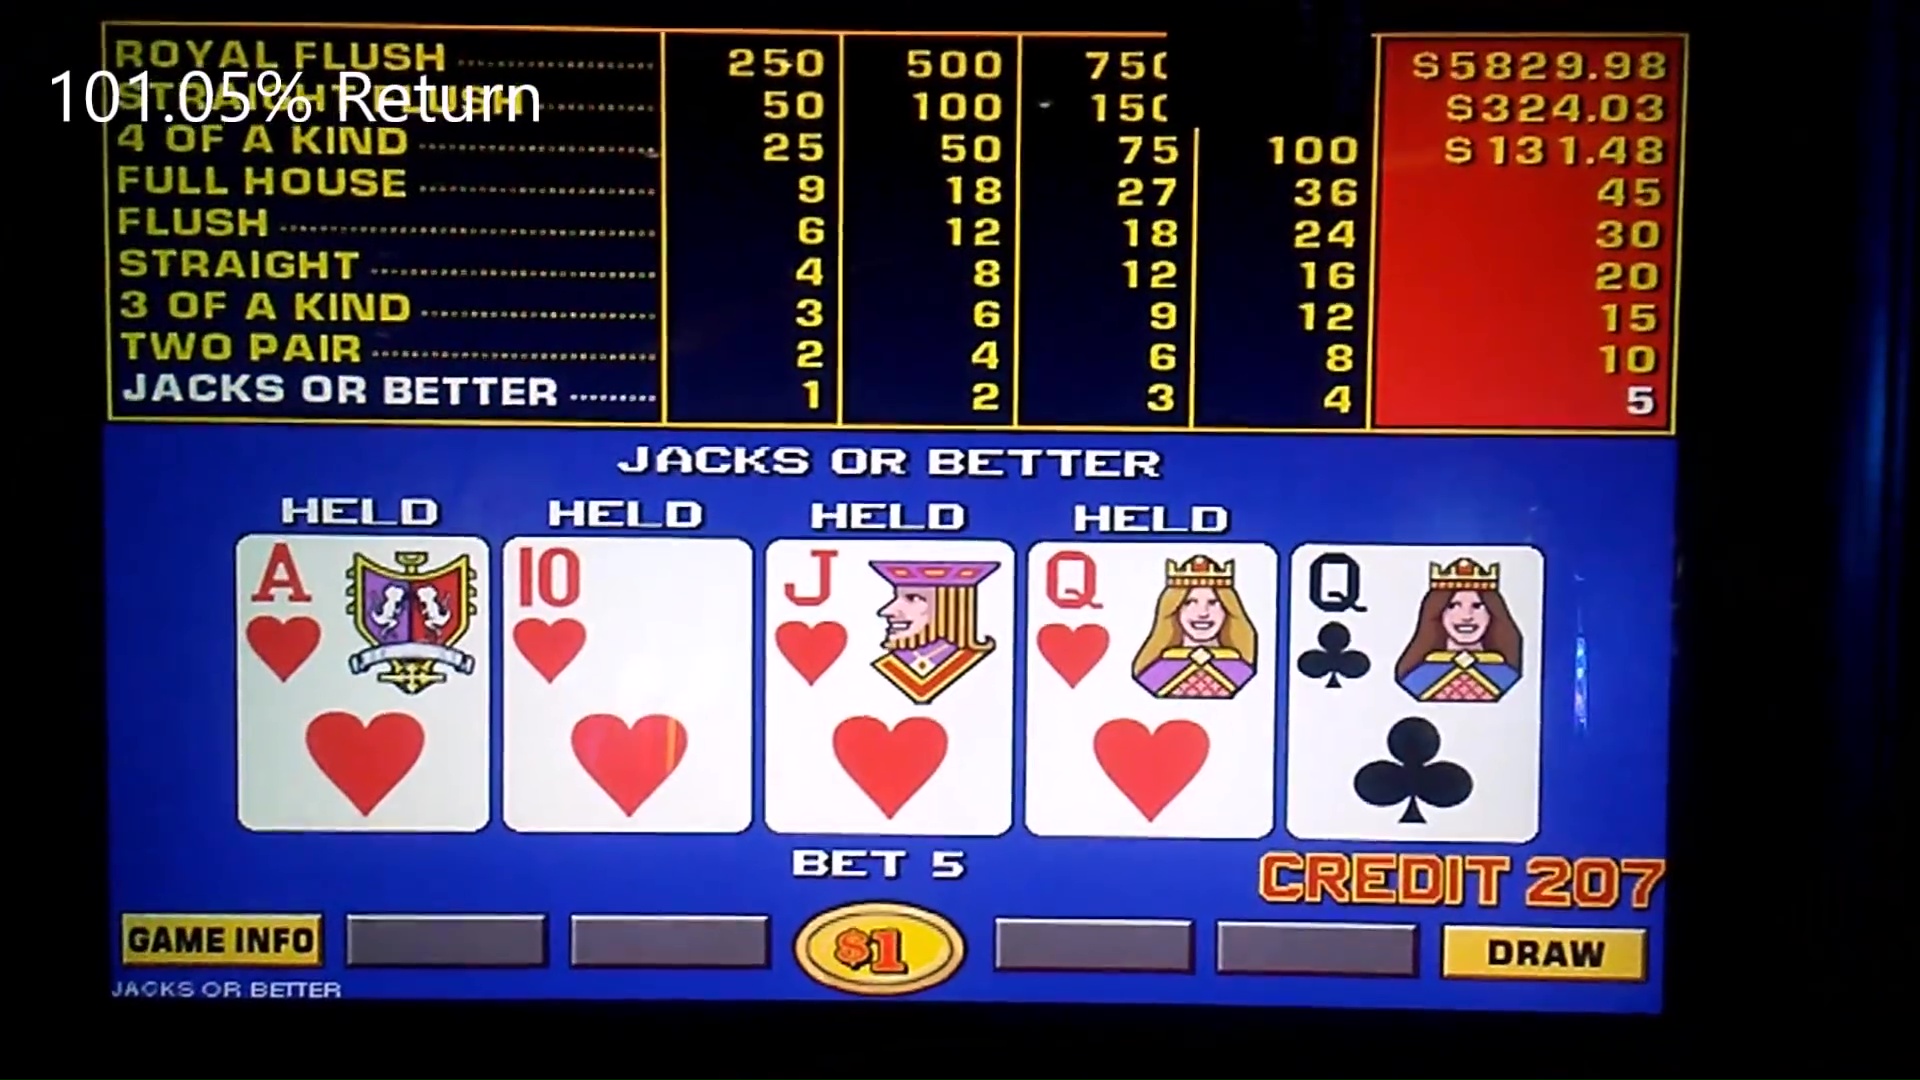 ROYAL FLUSH 250 500 750 $5829.98
101.05% Return
STRAIGHT FLUSH 50 100 150 $324.03
4 OF A KIND 25 50 75 100 $131.48
FULL HOUSE 9 18 27 36 45
FLUSH 6 12 18 24 30
STRAIGHT 4 8 12 16 20
3 OF A KIND 3 6 9 12 15
TWO PAIR 2 4 6 8 10
JACKS OR BETTER 1 2 3 4 5
JACKS OR BETTER
HELD HELD HELD HELD
A 10 J Q Q
BET 5
CREDIT 207
GAME INFO $1 DRAW
JACKS OR BETTER